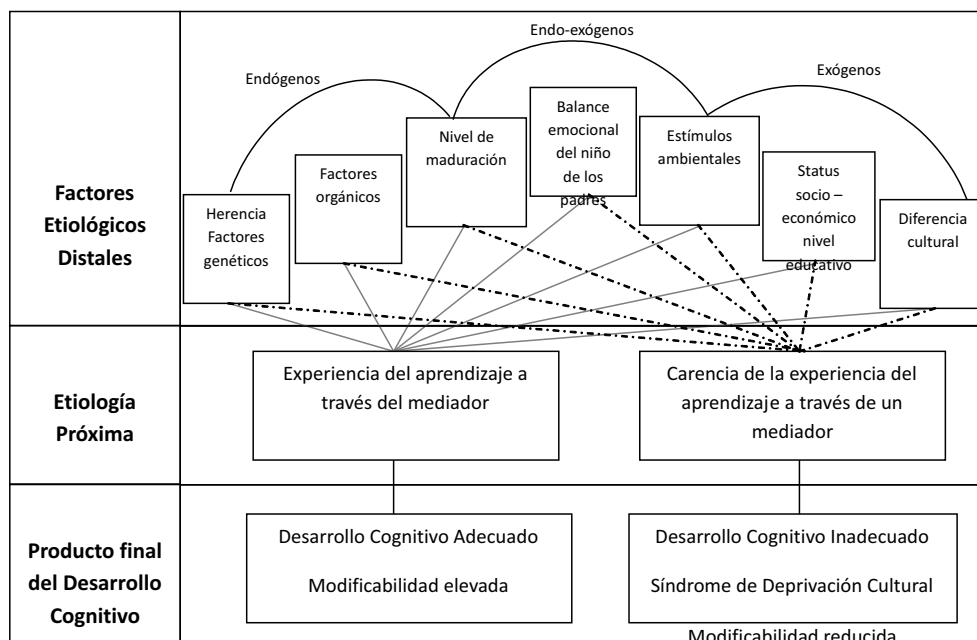 Endo-exógenos
Endógenos
Exógenos
Factores
Etiológicos
Distales
Herencia
Factores
genéticos
Factores
orgánicos
Nivel de
maduración
Balance
emocional
del niño
de los
padres
Estímulos
ambientales
Status
socio –
económico
nivel
educativo
Diferencia
cultural
Etiología
Próxima
Experiencia del aprendizaje a
través del mediador
Carencia de la experiencia del
aprendizaje a través de un
mediador
Producto final
del Desarrollo
Cognitivo
Desarrollo Cognitivo Adecuado
Modificabilidad elevada
Desarrollo Cognitivo Inadecuado
Síndrome de Deprivación Cultural
Modificabilidad reducida